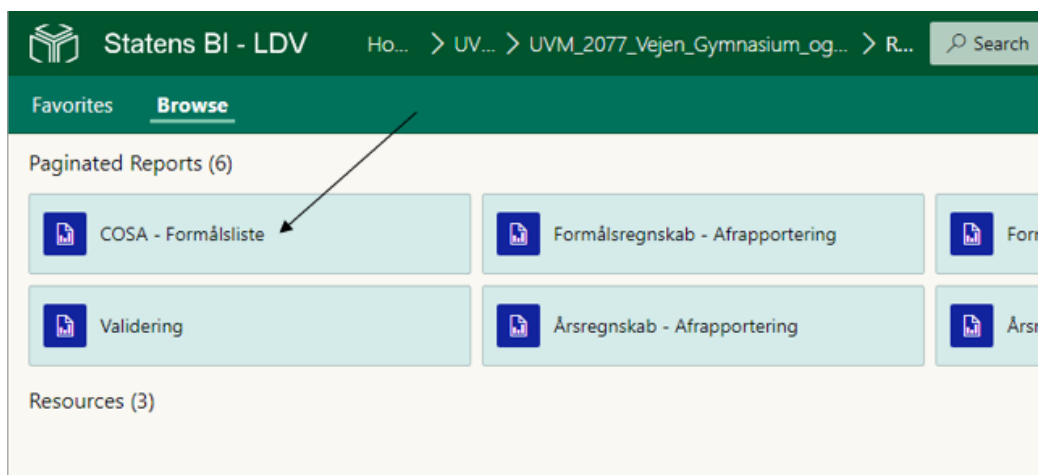 Statens BI - LDV Ho... > UV... > UVM_2077_Vejen_Gymnasium_og... > R... Search
Favorites Browse
Paginated Reports (6)
COSA - Formålsliste Formålsregnskab - Afrapportering
Validering Årsregnskab - Afrapportering
Resources (3)